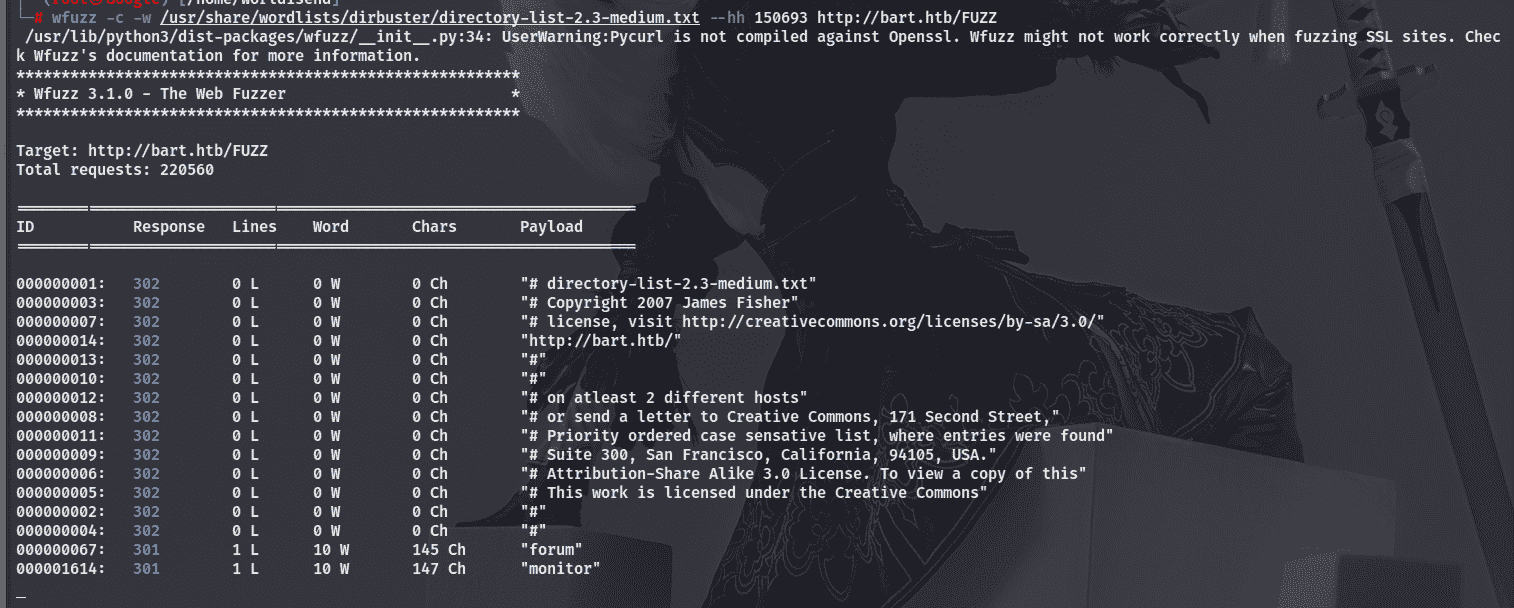 └─# wfuzz -c -w /usr/share/wordlists/dirbuster/directory-list-2.3-medium.txt --hh 150693 http://bart.htb/FUZZ
/usr/lib/python3/dist-packages/wfuzz/__init__.py:34: UserWarning:Pycurl is not compiled against Openssl. Wfuzz might not work correctly when fuzzing SSL sites. Chec
k Wfuzz's documentation for more information.
********************************************************
* Wfuzz 3.1.0 - The Web Fuzzer                         *
********************************************************
Target: http://bart.htb/FUZZ
Total requests: 220560
=====================================================================
ID           Response   Lines    Word       Chars       Payload
=====================================================================
000000001:   302        0 L      0 W        0 Ch        "# directory-list-2.3-medium.txt"
000000003:   302        0 L      0 W        0 Ch        "# Copyright 2007 James Fisher"
000000007:   302        0 L      0 W        0 Ch        "# license, visit http://creativecommons.org/licenses/by-sa/3.0/"
000000014:   302        0 L      0 W        0 Ch        "http://bart.htb/"
000000013:   302        0 L      0 W        0 Ch        "#"
000000010:   302        0 L      0 W        0 Ch        "#"
000000012:   302        0 L      0 W        0 Ch        "# on atleast 2 different hosts"
000000008:   302        0 L      0 W        0 Ch        "# or send a letter to Creative Commons, 171 Second Street,"
000000011:   302        0 L      0 W        0 Ch        "# Priority ordered case sensative list, where entries were found"
000000009:   302        0 L      0 W        0 Ch        "# Suite 300, San Francisco, California, 94105, USA."
000000006:   302        0 L      0 W        0 Ch        "# Attribution-Share Alike 3.0 License. To view a copy of this"
000000005:   302        0 L      0 W        0 Ch        "# This work is licensed under the Creative Commons"
000000002:   302        0 L      0 W        0 Ch        "#"
000000004:   302        0 L      0 W        0 Ch        "#"
000000067:   301        1 L      10 W       145 Ch      "forum"
000001614:   301        1 L      10 W       147 Ch      "monitor"